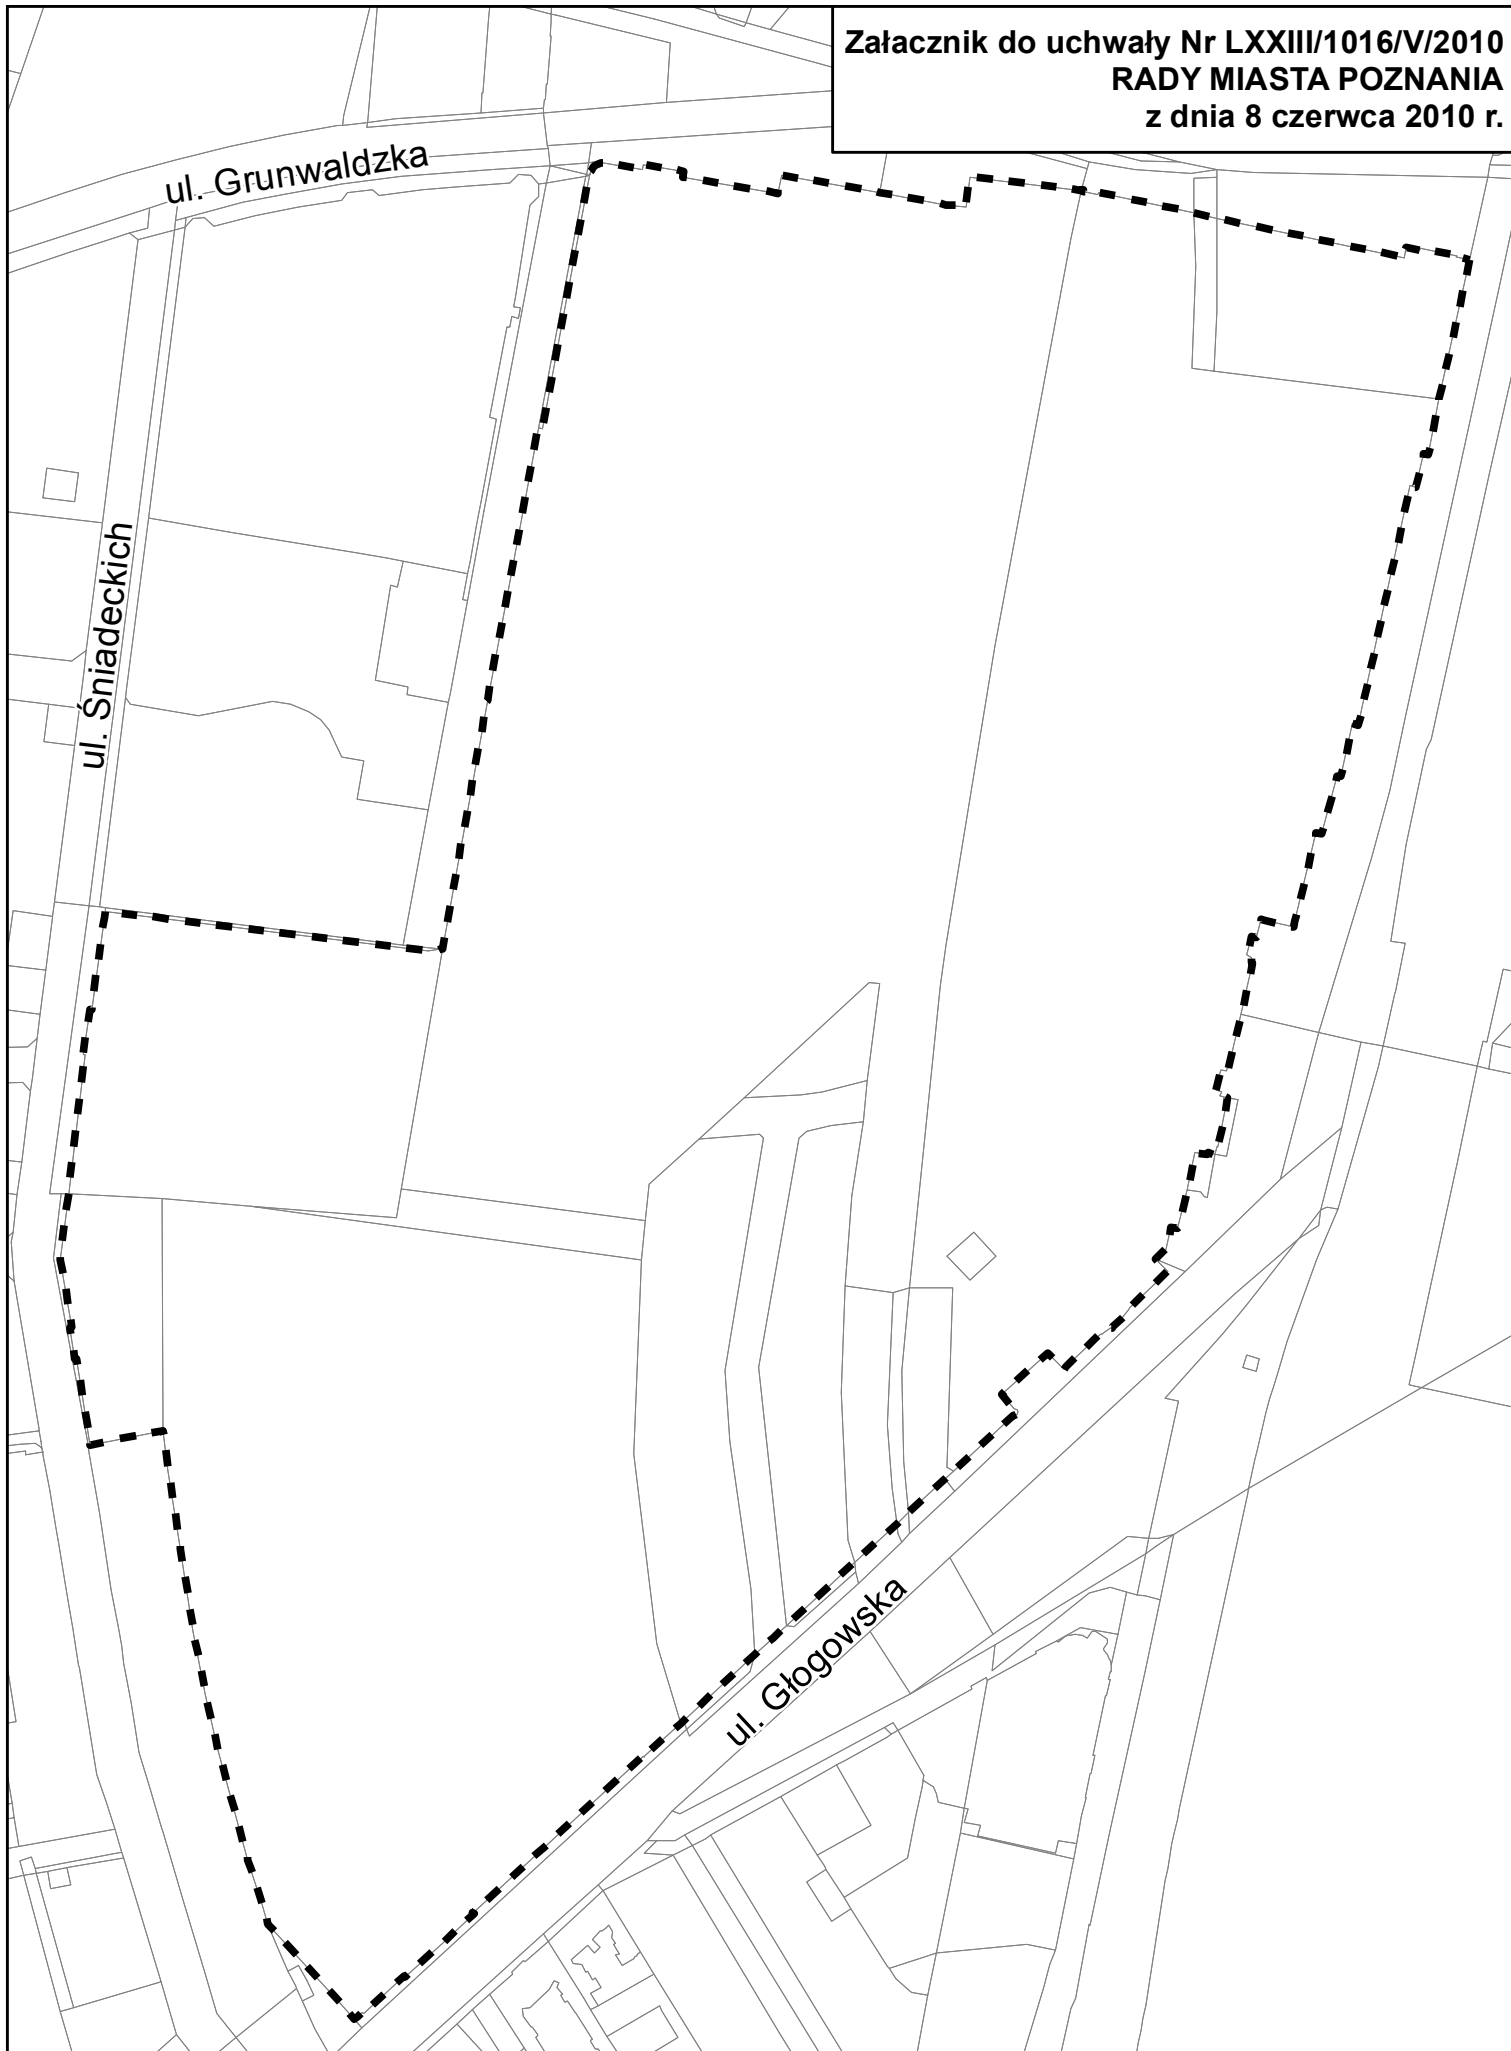 Załacznik do uchwały Nr LXXIII/1016/V/2010
RADY MIASTA POZNANIA
z dnia 8 czerwca 2010 r.
ul. Grunwaldzka
ul. Śniadeckich
ul. Głogowska